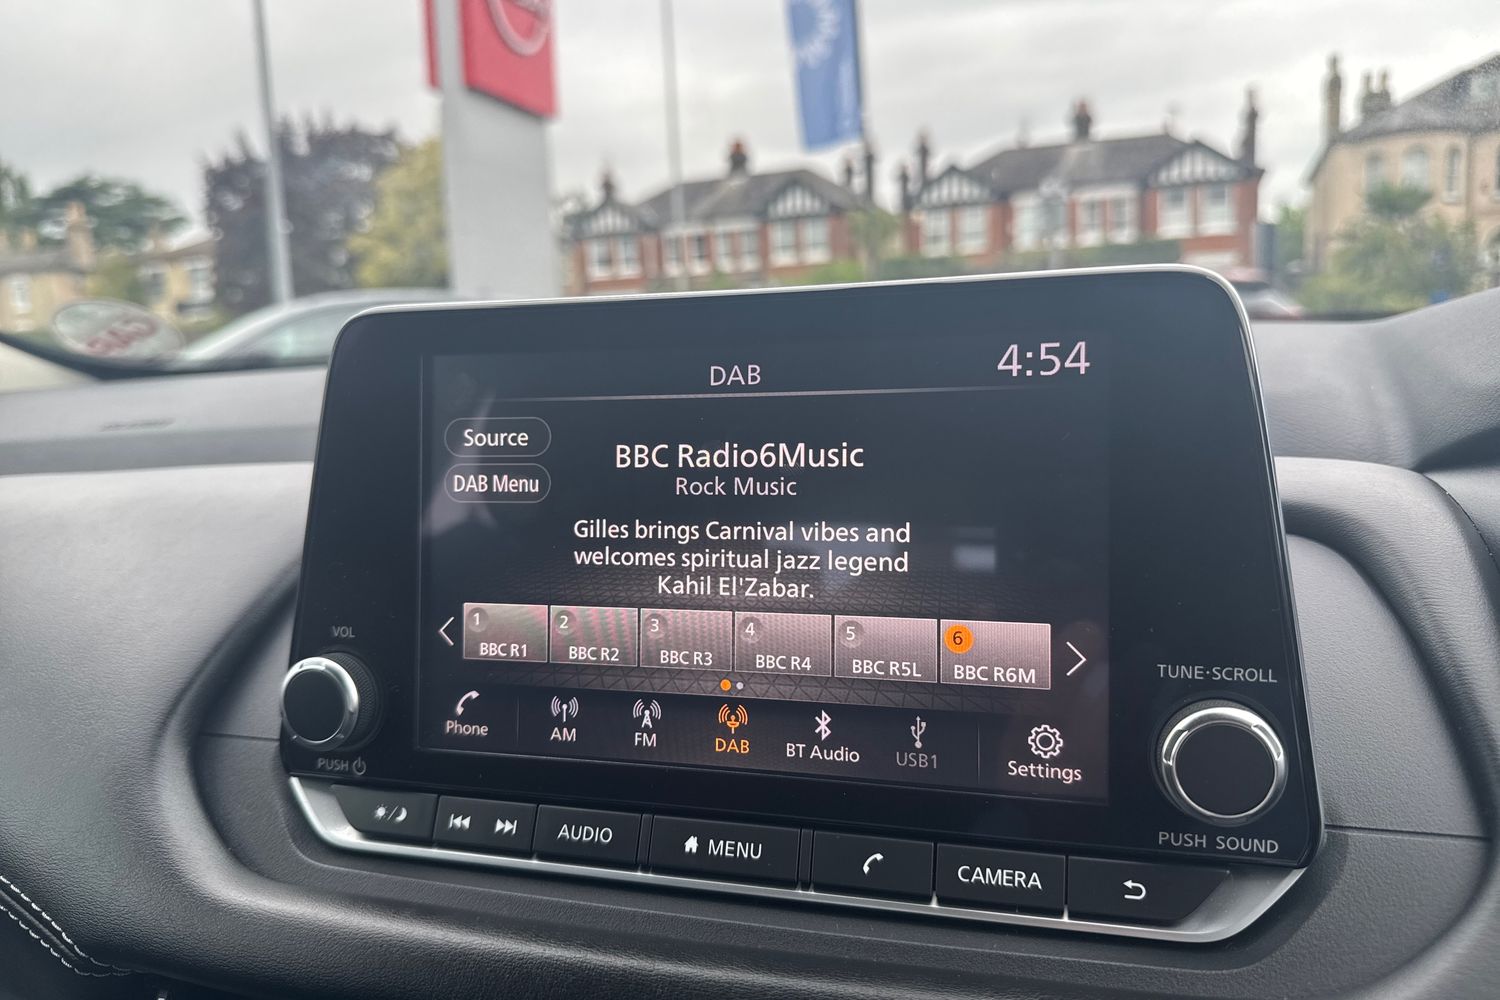 DAB
4:54
Source
DAB Menu
BBC Radio6Music
Rock Music
Gilles brings Carnival vibes and
welcomes spiritual jazz legend
Kahil El'Zabar.
1
BBC R1
2
BBC R2
3
BBC R3
4
BBC R4
5
BBC R5L
6
BBC R6M
Phone
AM
FM
DAB
BT Audio
USB1
Settings
VOL
PUSH
TUNE·SCROLL
PUSH SOUND
AUDIO
MENU
CAMERA